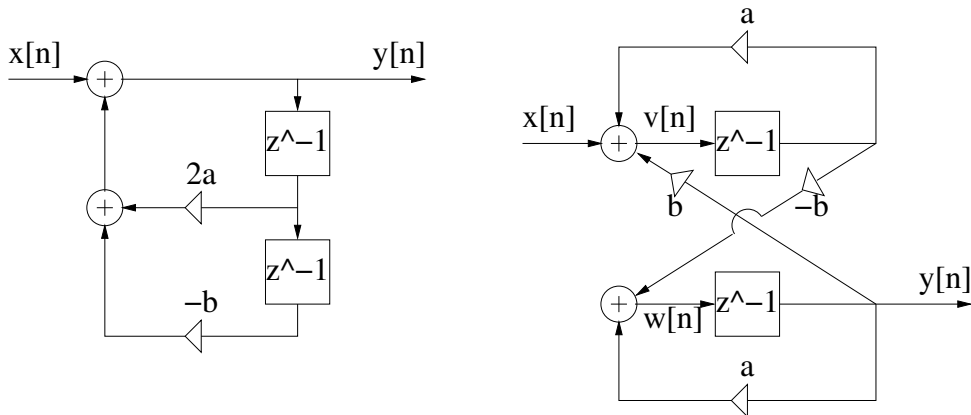 x[n]
+
y[n]
z^−1
2a
+
z^−1
−b
a
x[n]
+
v[n]
z^−1
b
−b
+
w[n]
z^−1
y[n]
a